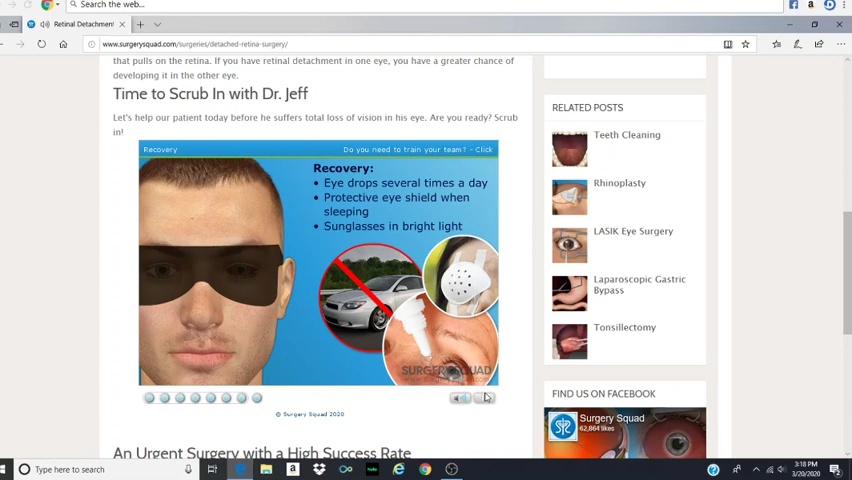 Search the web...
Retinal Detachment
www.surgerysquad.com/surgeries/detached-retina-surgery/
that pulls on the retina. If you have retinal detachment in one eye, you have a greater chance of
developing it in the other eye.
Time to Scrub In with Dr. Jeff
Let's help our patient today before he suffers total loss of vision in his eye. Are you ready? Scrub
in!
Recovery
Do you need to train your team? - Click
Recovery:
• Eye drops several times a day
• Protective eye shield when
sleeping
• Sunglasses in bright light
SURGERY SQUAD
© Surgery Squad 2020
An Urgent Surgery with a High Success Rate
RELATED POSTS
Teeth Cleaning
Rhinoplasty
LASIK Eye Surgery
Laparoscopic Gastric
Bypass
Tonsillectomy
FIND US ON FACEBOOK
Surgery Squad
62,864 likes
Type here to search
hulu
3:18 PM
3/20/2020